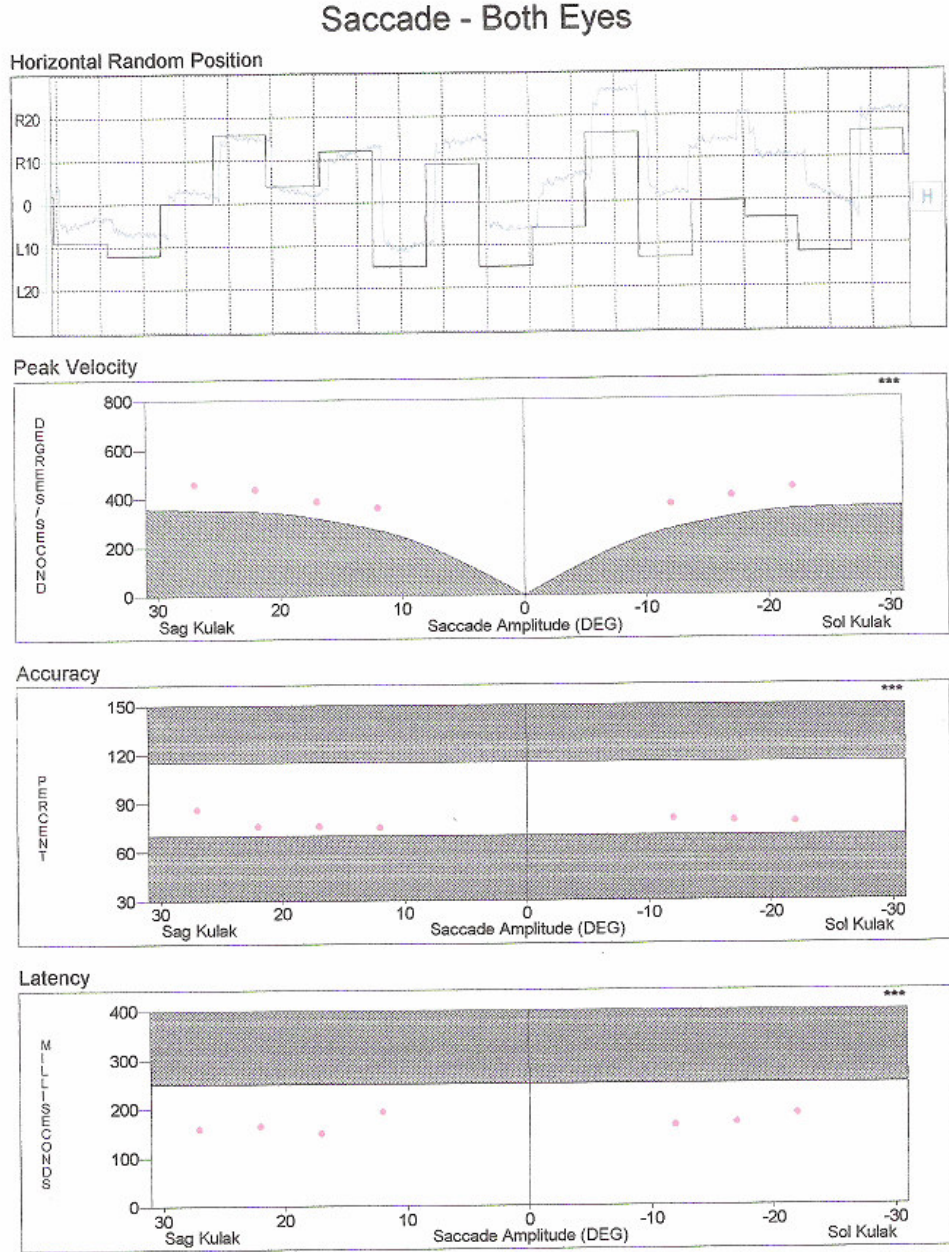 Saccade - Both Eyes
Horizontal Random Position
R20
R10
0
L10
L20
H
Peak Velocity
***
DEGREES/SECOND
800
600
400
200
0
30 20 10 0 -10 -20 -30
Sag Kulak Saccade Amplitude (DEG) Sol Kulak
Accuracy
***
PERCENT
150
120
90
60
30
30 20 10 0 -10 -20 -30
Sag Kulak Saccade Amplitude (DEG) Sol Kulak
Latency
***
MILLISECONDS
400
300
200
100
0
30 20 10 0 -10 -20 -30
Sag Kulak Saccade Amplitude (DEG) Sol Kulak